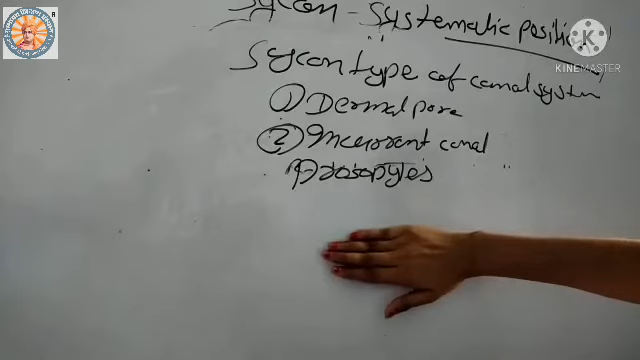 Sycon - Systematic position
Sycon type of canal system
① Dermal pore
② Incurrent canal
Prosopyles
KINEMASTER